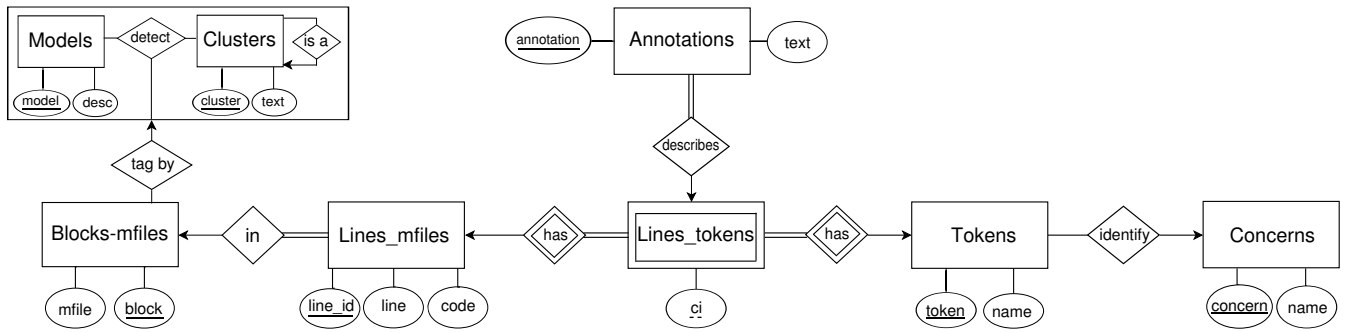 Models
detect
Clusters
is a
model
desc
cluster
text
annotation
Annotations
text
tag by
describes
Blocks-mfiles
in
Lines_mfiles
has
Lines_tokens
has
Tokens
identify
Concerns
mfile
block
line_id
line
code
ci
token
name
concern
name